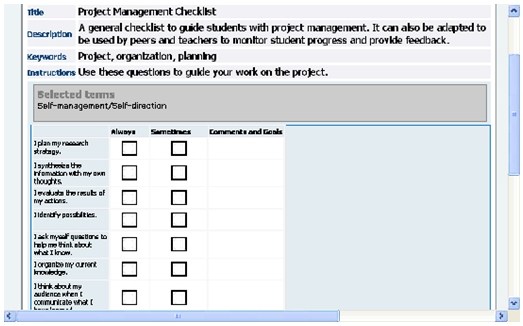 Title Project Management Checklist
Description A general checklist to guide students with project management. It can also be adapted to
be used by peers and teachers to monitor student progress and provide feedback.
Keywords Project, organization, planning
Instructions Use these questions to guide your work on the project.
Selected terms
Self-management/Self-direction
Always Sometimes Comments and Goals
I plan my research
strategy.
I synthesize the
information with my own
thoughts.
I evaluate the results of
my actions.
I identify possibilities.
I ask myself questions to
help me think about
what I know.
I organize my current
knowledge.
I think about my
audience when I
communicate what I